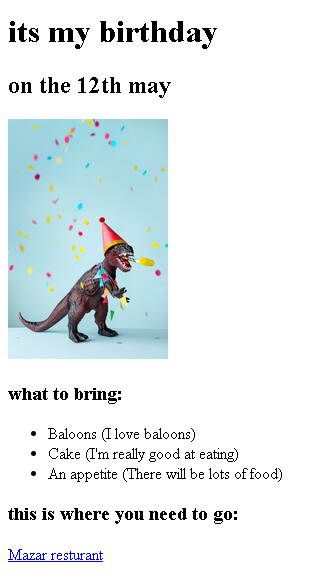 its my birthday
on the 12th may
what to bring:
Baloons (I love baloons)
Cake (I'm really good at eating)
An appetite (There will be lots of food)
this is where you need to go:
Mazar resturant